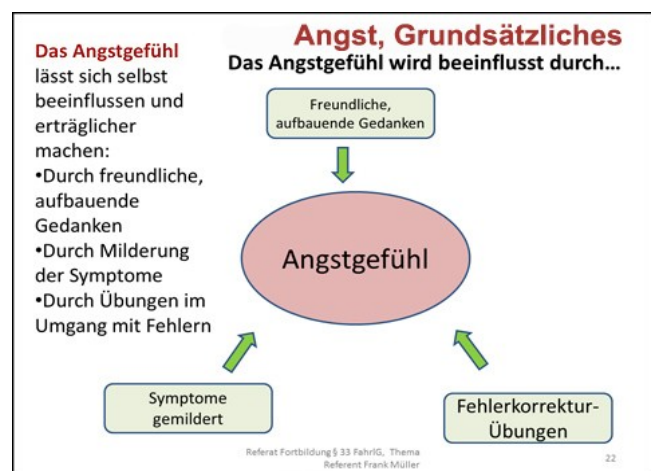 Angst, Grundsätzliches
Das Angstgefühl wird beeinflusst durch...
Das Angstgefühl
lässt sich selbst
beeinflussen und
erträglicher
machen:
•Durch freundliche,
aufbauende
Gedanken
•Durch Milderung
der Symptome
•Durch Übungen im
Umgang mit Fehlern
Freundliche,
aufbauende Gedanken
Angstgefühl
Symptome
gemildert
Fehlerkorrektur-
Übungen
Referat Fortbildung § 33 FahrlG, Thema
Referent Frank Müller
22